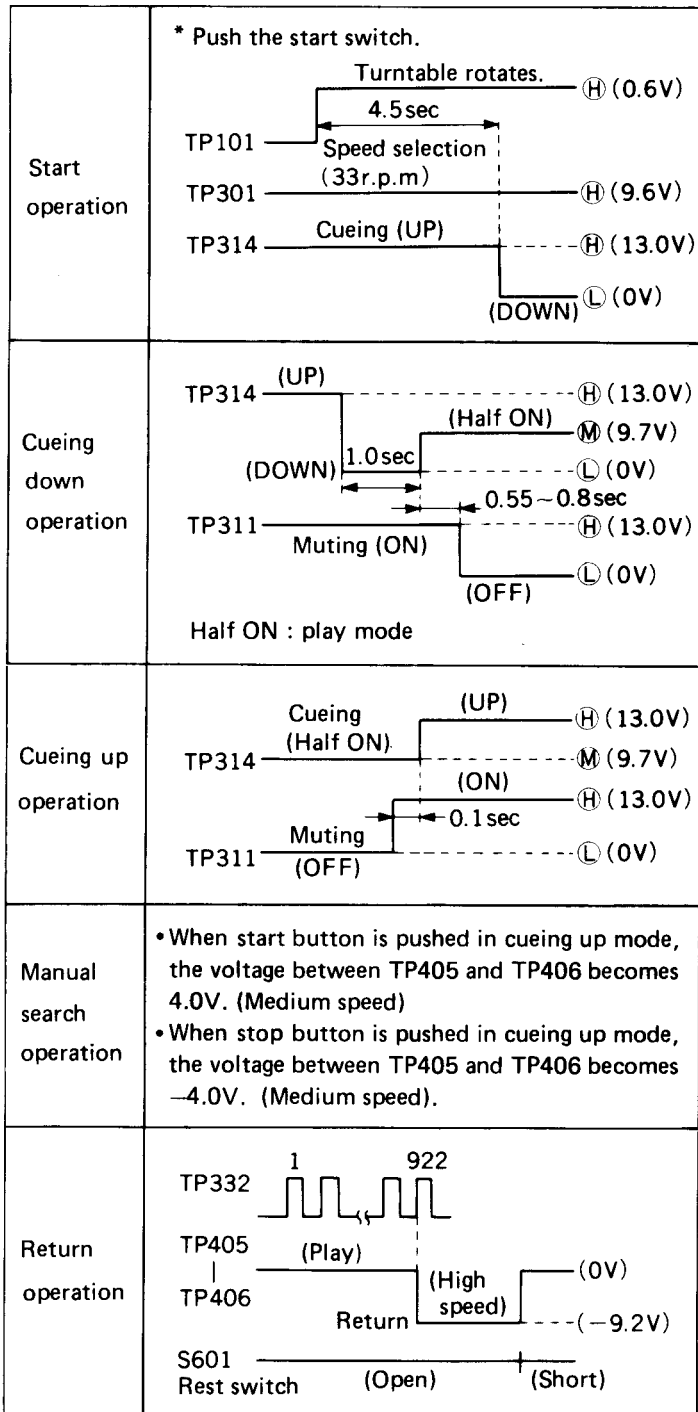 Start
operation
* Push the start switch.
Turntable rotates.
Ⓗ (0.6V)
4.5sec
TP101
Speed selection
(33r.p.m)
TP301
Ⓗ (9.6V)
Cueing (UP)
TP314
Ⓗ (13.0V)
(DOWN)
Ⓛ (0V)
Cueing
down
operation
(UP)
TP314
Ⓗ (13.0V)
(Half ON)
Ⓜ (9.7V)
1.0sec
(DOWN)
Ⓛ (0V)
0.55~0.8sec
TP311
Ⓗ (13.0V)
Muting (ON)
(OFF)
Ⓛ (0V)
Half ON : play mode
Cueing up
operation
Cueing
(Half ON)
(UP)
Ⓗ (13.0V)
TP314
Ⓜ (9.7V)
(ON)
Ⓗ (13.0V)
0.1sec
Muting
TP311
(OFF)
Ⓛ (0V)
Manual
search
operation
• When start button is pushed in cueing up mode,
the voltage between TP405 and TP406 becomes
4.0V. (Medium speed)
• When stop button is pushed in cueing up mode,
the voltage between TP405 and TP406 becomes
–4.0V. (Medium speed).
Return
operation
1
922
TP332
TP405
|
TP406
(Play)
(High
speed)
(0V)
Return
(–9.2V)
S601
Rest switch
(Open)
(Short)